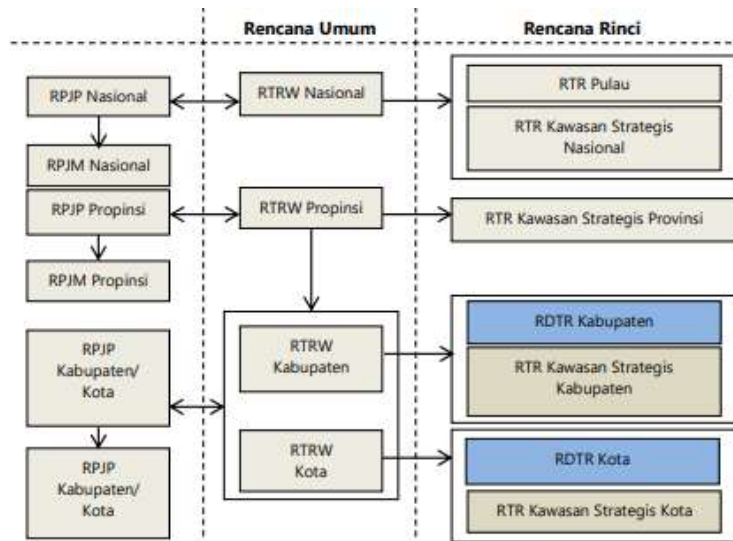 Rencana Umum
Rencana Rinci
RPJP Nasional
RTRW Nasional
RTR Pulau
RTR Kawasan Strategis
Nasional
RPJM Nasional
RPJP Propinsi
RTRW Propinsi
RTR Kawasan Strategis Provinsi
RPJM Propinsi
RPJP
Kabupaten/
Kota
RTRW
Kabupaten
RDTR Kabupaten
RTR Kawasan Strategis
Kabupaten
RPJP
Kabupaten/
Kota
RTRW
Kota
RDTR Kota
RTR Kawasan Strategis Kota